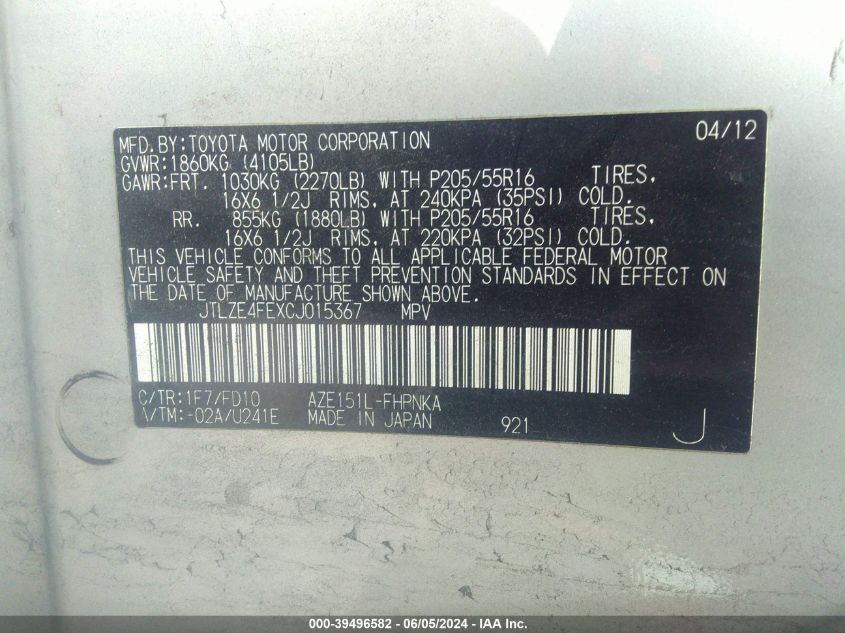 04/12
MFD.BY:TOYOTA MOTOR CORPORATION
GVWR:1860KG (4105LB)
GAWR:FRT. 1030KG (2270LB) WITH P205/55R16 TIRES,
16X6 1/2J RIMS, AT 240KPA (35PSI) COLD.
RR. 855KG (1880LB) WITH P205/55R16 TIRES,
16X6 1/2J RIMS, AT 220KPA (32PSI) COLD.
THIS VEHICLE CONFORMS TO ALL APPLICABLE FEDERAL MOTOR
VEHICLE SAFETY AND THEFT PREVENTION STANDARDS IN EFFECT ON
THE DATE OF MANUFACTURE SHOWN ABOVE.
JTLZE4FEXCJ015367 MPV
C/TR:1F7/FD10 AZE151L-FHPNKA
A/TM:-02A/U241E MADE IN JAPAN 921 J
000-39496582 - 06/05/2024 - IAA Inc.